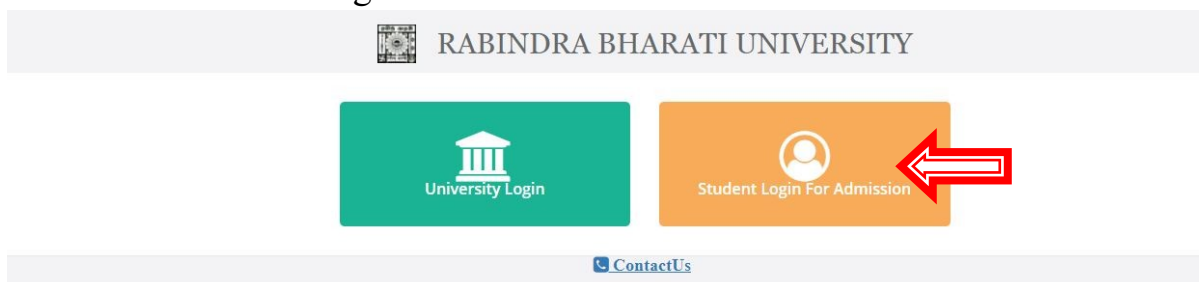 RABINDRA BHARATI UNIVERSITY
University Login
Student Login For Admission
ContactUs